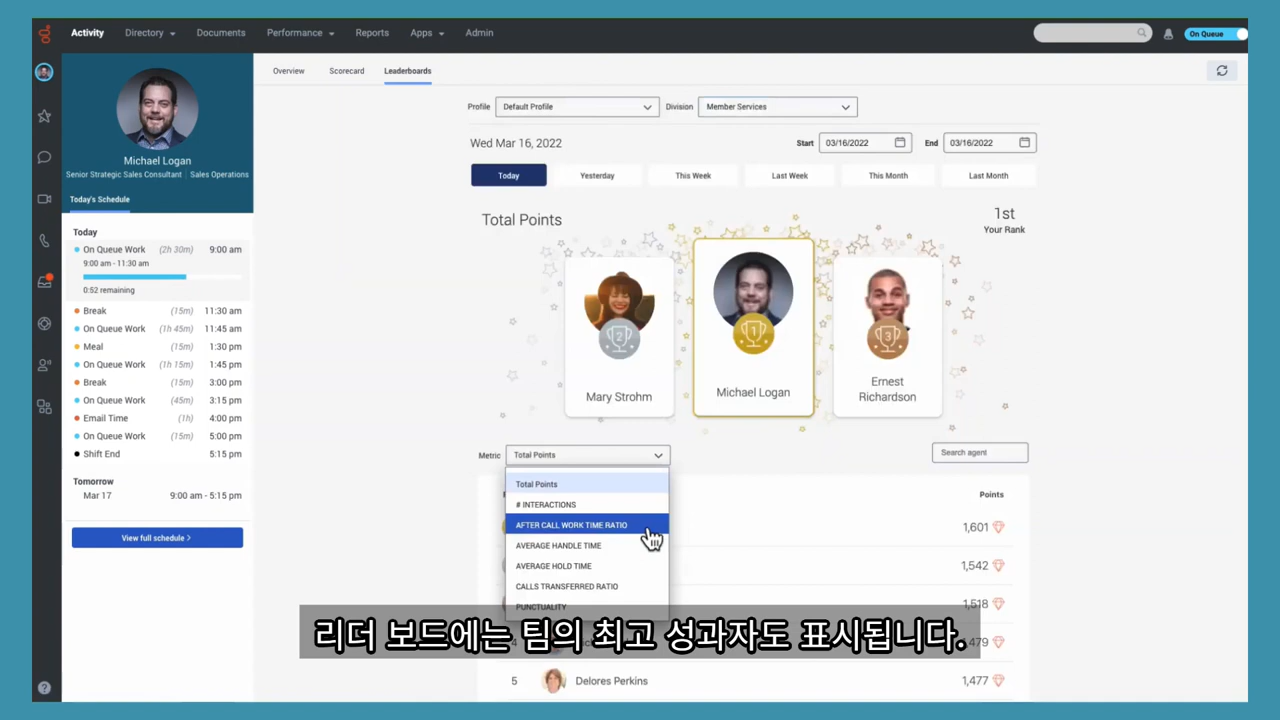 Activity
Directory
Documents
Performance
Reports
Apps
Admin
On Queue
Michael Logan
Senior Strategic Sales Consultant | Sales Operations
Today's Schedule
Today
On Queue Work (2h 30m) 9:00 am
9:00 am - 11:30 am
0:52 remaining
Break (15m) 11:30 am
On Queue Work (1h 45m) 11:45 am
Meal (15m) 1:30 pm
On Queue Work (1h 15m) 1:45 pm
Break (15m) 3:00 pm
On Queue Work (45m) 3:15 pm
Email Time (1h) 4:00 pm
On Queue Work (15m) 5:00 pm
Shift End 5:15 pm
Tomorrow
Mar 17 9:00 am - 5:15 pm
View full schedule >
Overview
Scorecard
Leaderboards
Profile Default Profile Division Member Services
Wed Mar 16, 2022 Start 03/16/2022 End 03/16/2022
Today Yesterday This Week Last Week This Month Last Month
Total Points
1st
Your Rank
2
1
3
Mary Strohm
Michael Logan
Ernest
Richardson
Metric Total Points
Search agent
Total Points
# INTERACTIONS
AFTER CALL WORK TIME RATIO
AVERAGE HANDLE TIME
AVERAGE HOLD TIME
CALLS TRANSFERRED RATIO
PUNCTUALITY
Points
1,601
1,542
1,518
4 479
5 Delores Perkins 1,477
리더 보드에는 팀의 최고 성과자도 표시됩니다.